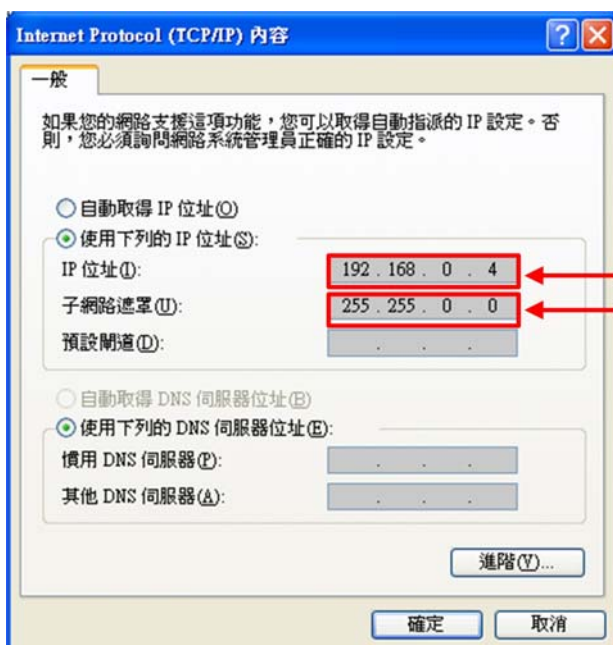 Internet Protocol (TCP/IP) 內容
一般
如果您的網路支援這項功能，您可以取得自動指派的 IP 設定。否
則，您必須詢問網路系統管理員正確的 IP 設定。
自動取得 IP 位址(O)
使用下列的 IP 位址(S):
IP 位址(I): 192 . 168 . 0 . 4
子網路遮罩(U): 255 . 255 . 0 . 0
預設閘道(D): . . .
自動取得 DNS 伺服器位址(B)
使用下列的 DNS 伺服器位址(E):
慣用 DNS 伺服器(P): . . .
其他 DNS 伺服器(A): . . .
進階(V)...
確定 取消